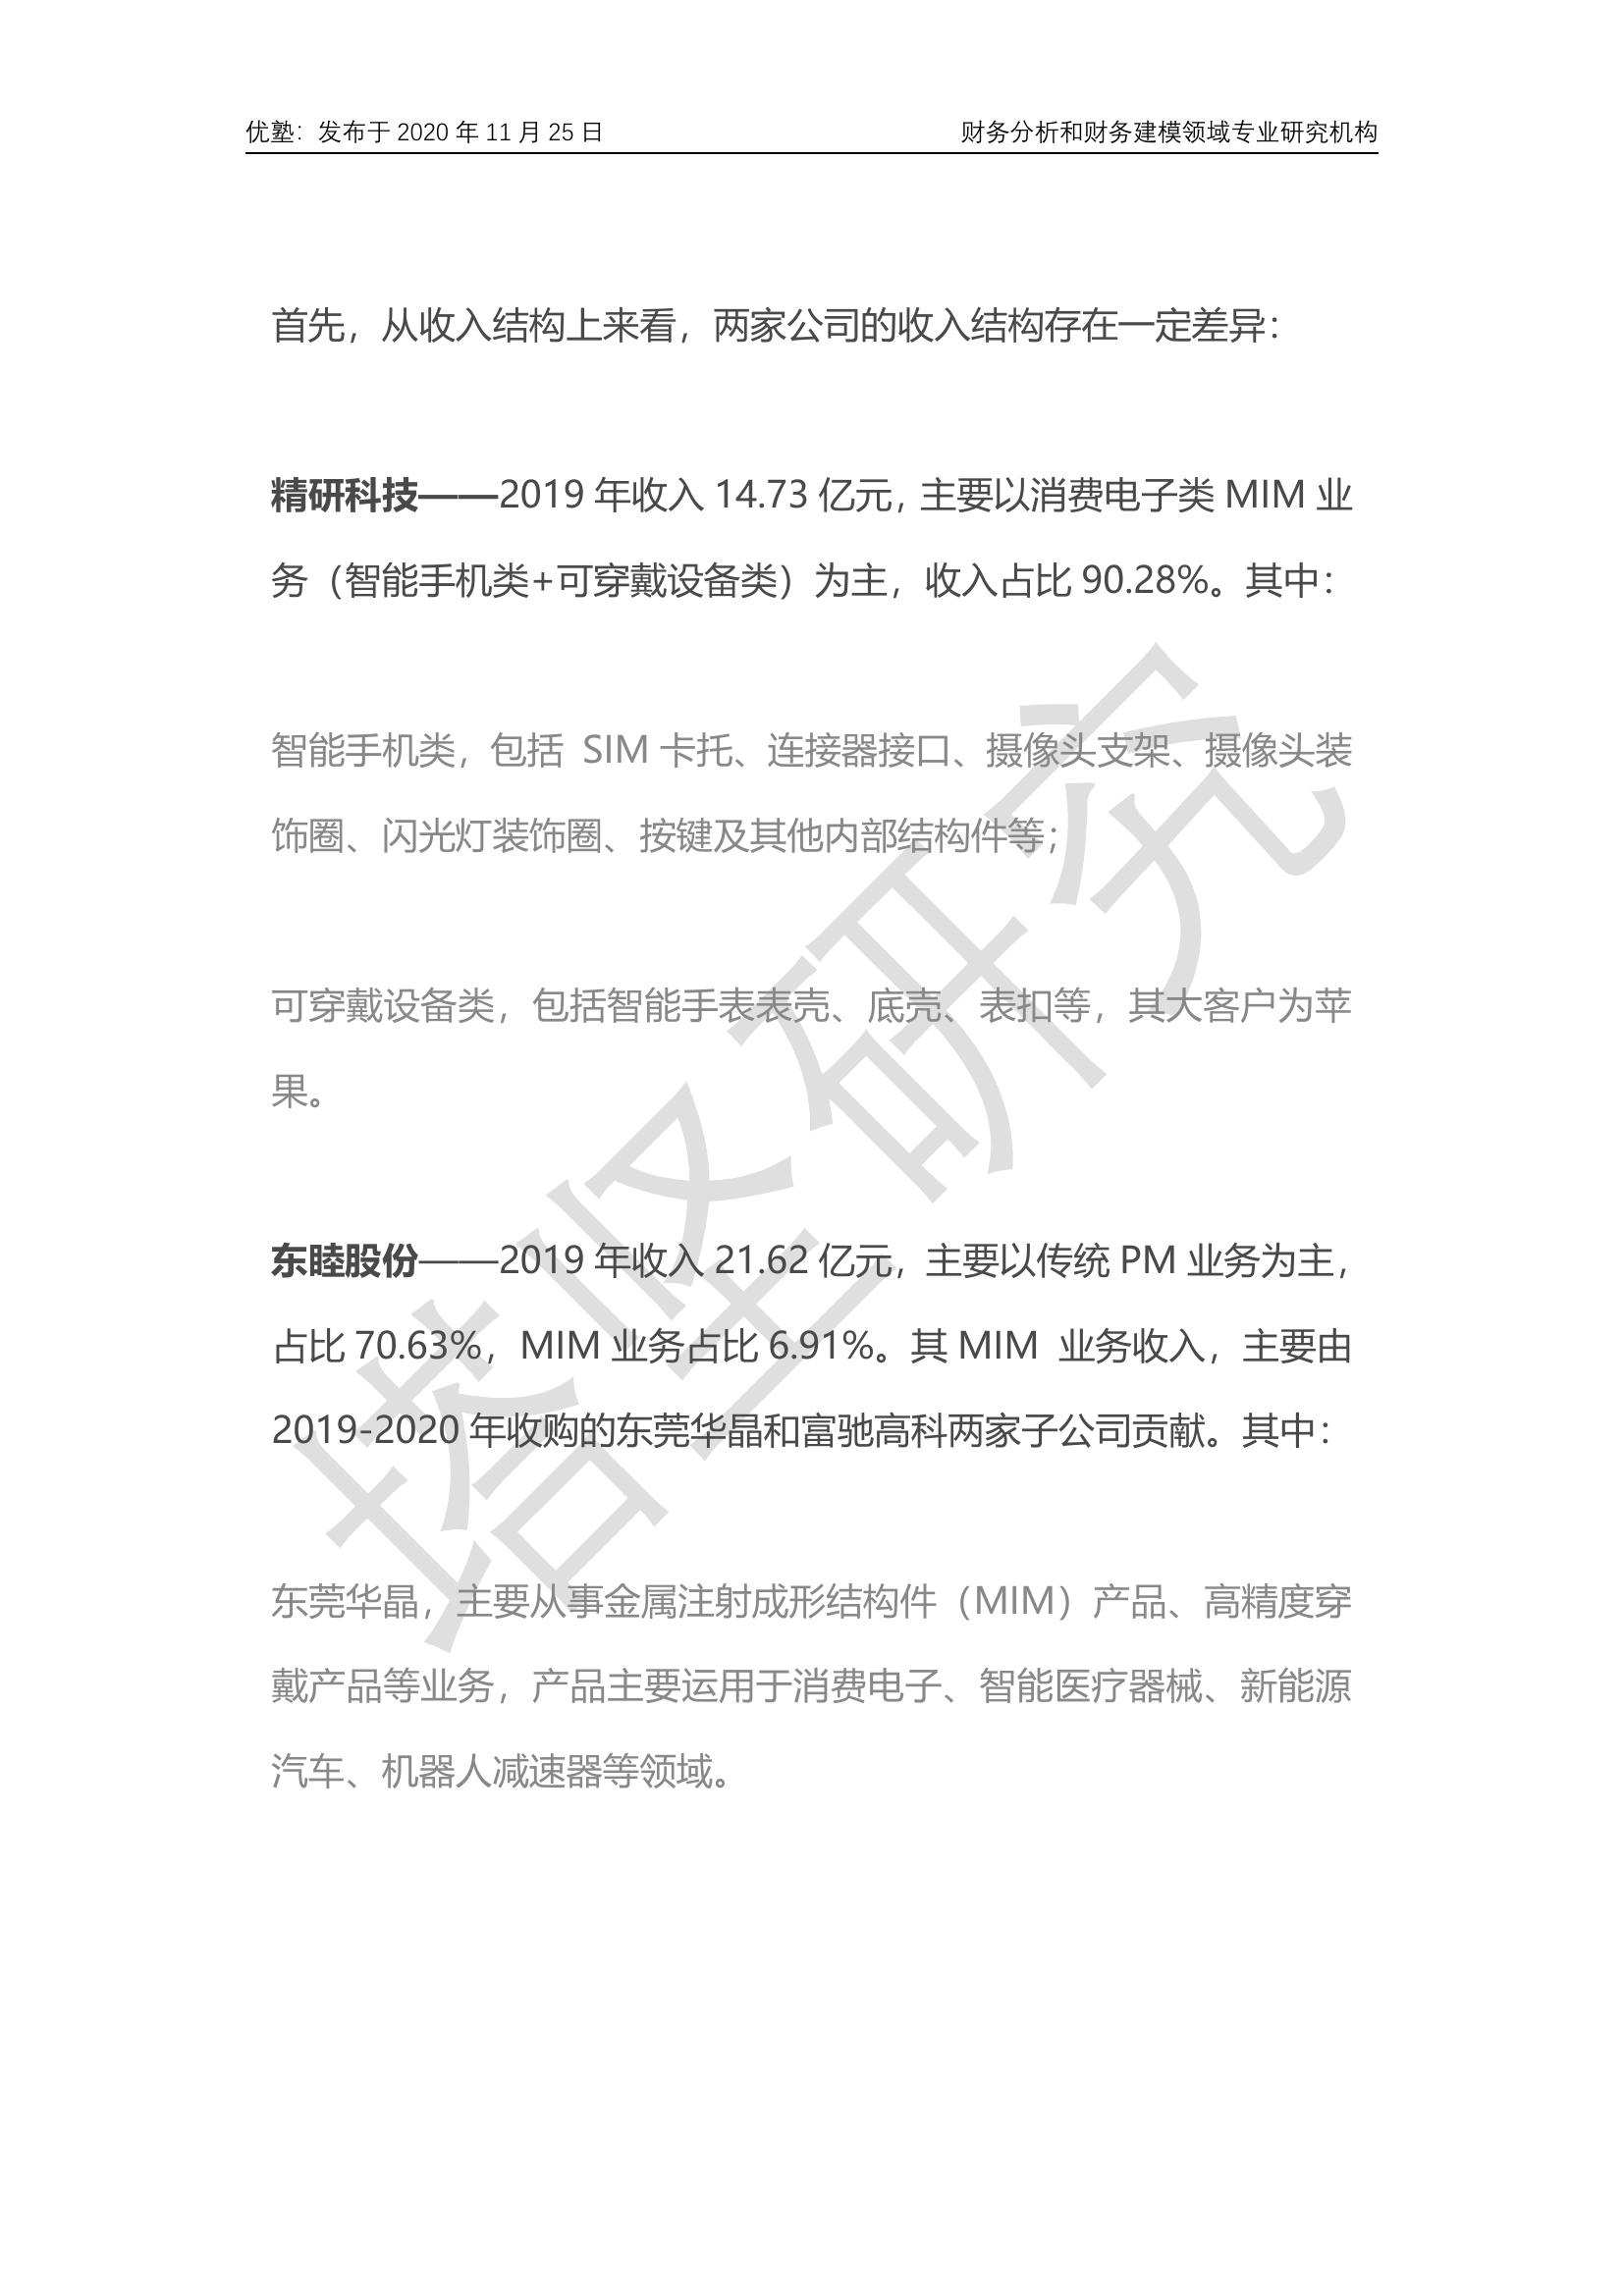 优塾：发布于 2020 年 11 月 25 日 财务分析和财务建模领域专业研究机构
首先，从收入结构上来看，两家公司的收入结构存在一定差异：
精研科技——2019 年收入 14.73 亿元，主要以消费电子类 MIM 业
务（智能手机类+可穿戴设备类）为主，收入占比 90.28%。其中：
智能手机类，包括 SIM 卡托、连接器接口、摄像头支架、摄像头装
饰圈、闪光灯装饰圈、按键及其他内部结构件等；
可穿戴设备类，包括智能手表表壳、底壳、表扣等，其大客户为苹
果。
东睦股份——2019 年收入 21.62 亿元，主要以传统 PM 业务为主，
占比 70.63%，MIM 业务占比 6.91%。其 MIM 业务收入，主要由
2019-2020 年收购的东莞华晶和富驰高科两家子公司贡献。其中：
东莞华晶，主要从事金属注射成形结构件（MIM）产品、高精度穿
戴产品等业务，产品主要运用于消费电子、智能医疗器械、新能源
汽车、机器人减速器等领域。
塔坚研究